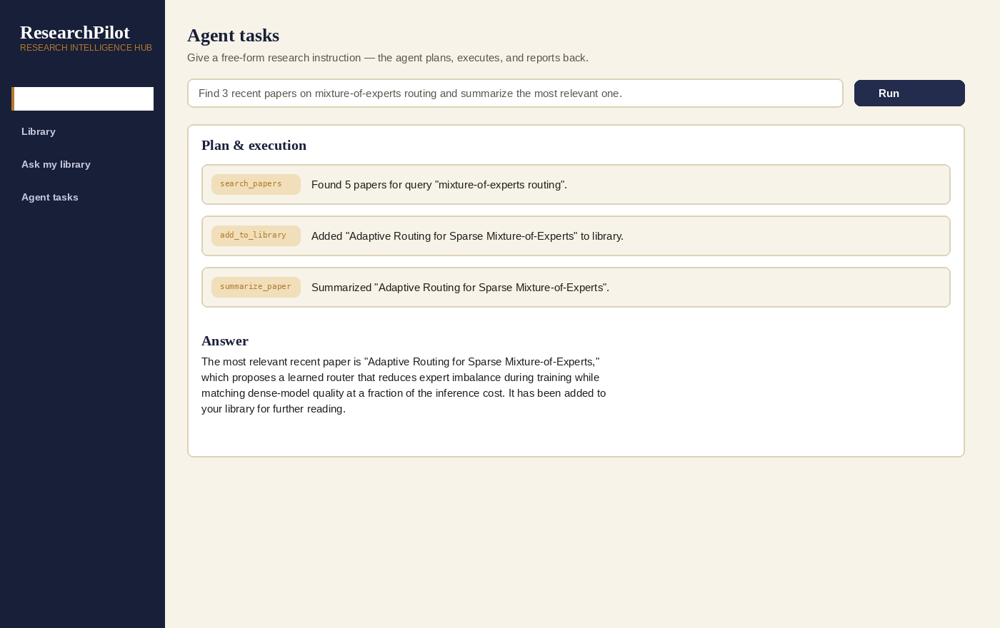 ResearchPilot
RESEARCH INTELLIGENCE HUB
Library
Ask my library
Agent tasks
Agent tasks
Give a free-form research instruction — the agent plans, executes, and reports back.
Find 3 recent papers on mixture-of-experts routing and summarize the most relevant one.
Run
Plan & execution
search_papers
Found 5 papers for query "mixture-of-experts routing".
add_to_library
Added "Adaptive Routing for Sparse Mixture-of-Experts" to library.
summarize_paper
Summarized "Adaptive Routing for Sparse Mixture-of-Experts".
Answer
The most relevant recent paper is "Adaptive Routing for Sparse Mixture-of-Experts,"
which proposes a learned router that reduces expert imbalance during training while
matching dense-model quality at a fraction of the inference cost. It has been added to
your library for further reading.